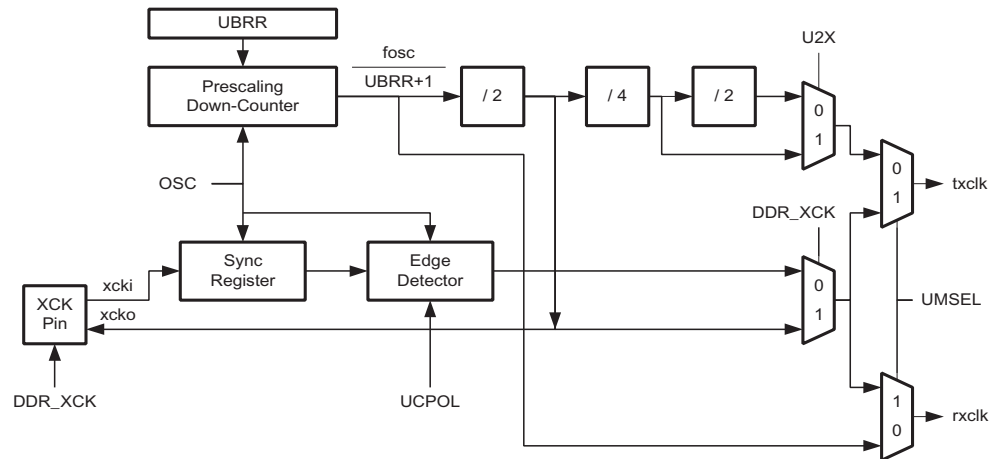 UBRR
fosc
U2X
Prescaling
Down-Counter
UBRR+1
/ 2
/ 4
/ 2
0
1
OSC
0
1
txclk
DDR_XCK
Sync
Register
Edge
Detector
xcki
0
1
XCK
Pin
xcko
UMSEL
DDR_XCK
UCPOL
1
0
rxclk